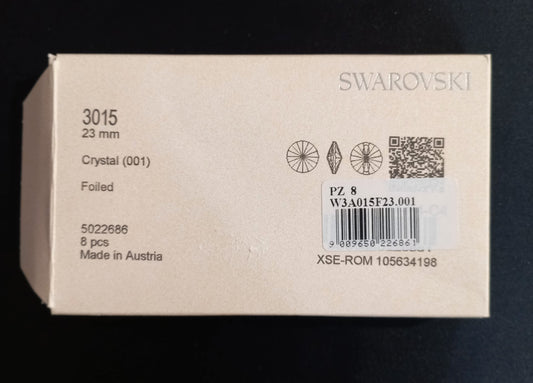 SWAROVSKI
3015
23 mm
Crystal (001)
Foiled
PZ 8
W3A015F23.001
9 009650 226861
5022686
8 pcs
Made in Austria
XSE-ROM 105634198